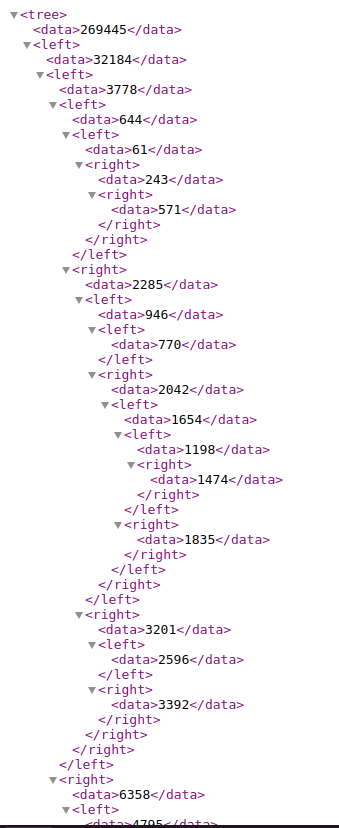 ▼<tree>
<data>269445</data>
▼<left>
<data>32184</data>
▼<left>
<data>3778</data>
▼<left>
<data>644</data>
▼<left>
<data>61</data>
▼<right>
<data>243</data>
▼<right>
<data>571</data>
</right>
</right>
</left>
▼<right>
<data>2285</data>
▼<left>
<data>946</data>
▼<left>
<data>770</data>
</left>
▼<right>
<data>2042</data>
▼<left>
<data>1654</data>
▼<left>
<data>1198</data>
▼<right>
<data>1474</data>
</right>
</left>
▼<right>
<data>1835</data>
</right>
</left>
</right>
</left>
▼<right>
<data>3201</data>
▼<left>
<data>2596</data>
</left>
▼<right>
<data>3392</data>
</right>
</right>
</right>
</left>
▼<right>
<data>6358</data>
▼<left>
<data>4795</data>